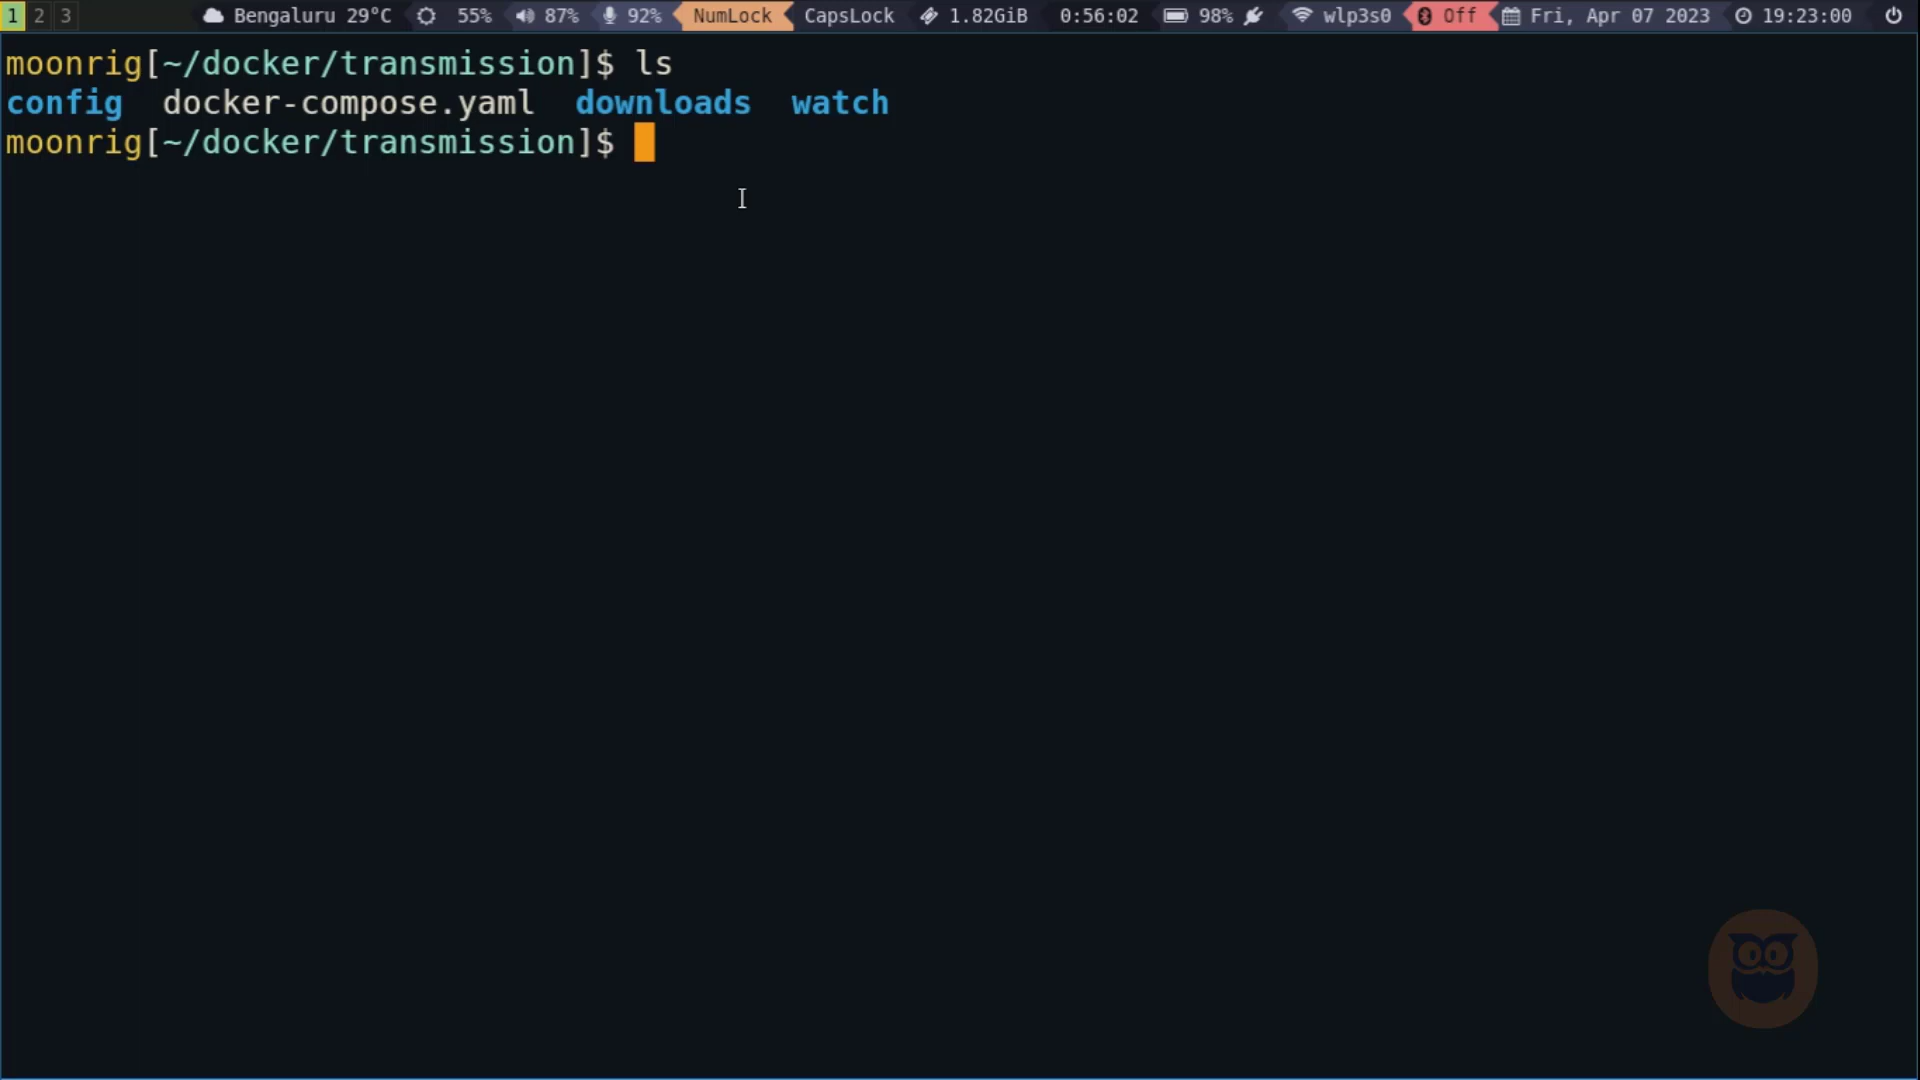 1 2 3 Bengaluru 29°C 55% 87% 92% NumLock CapsLock 1.82GiB 0:56:02 98% wlp3s0 Off Fri, Apr 07 2023 19:23:00
moonrig[~/docker/transmission]$ ls
config docker-compose.yaml downloads watch
moonrig[~/docker/transmission]$